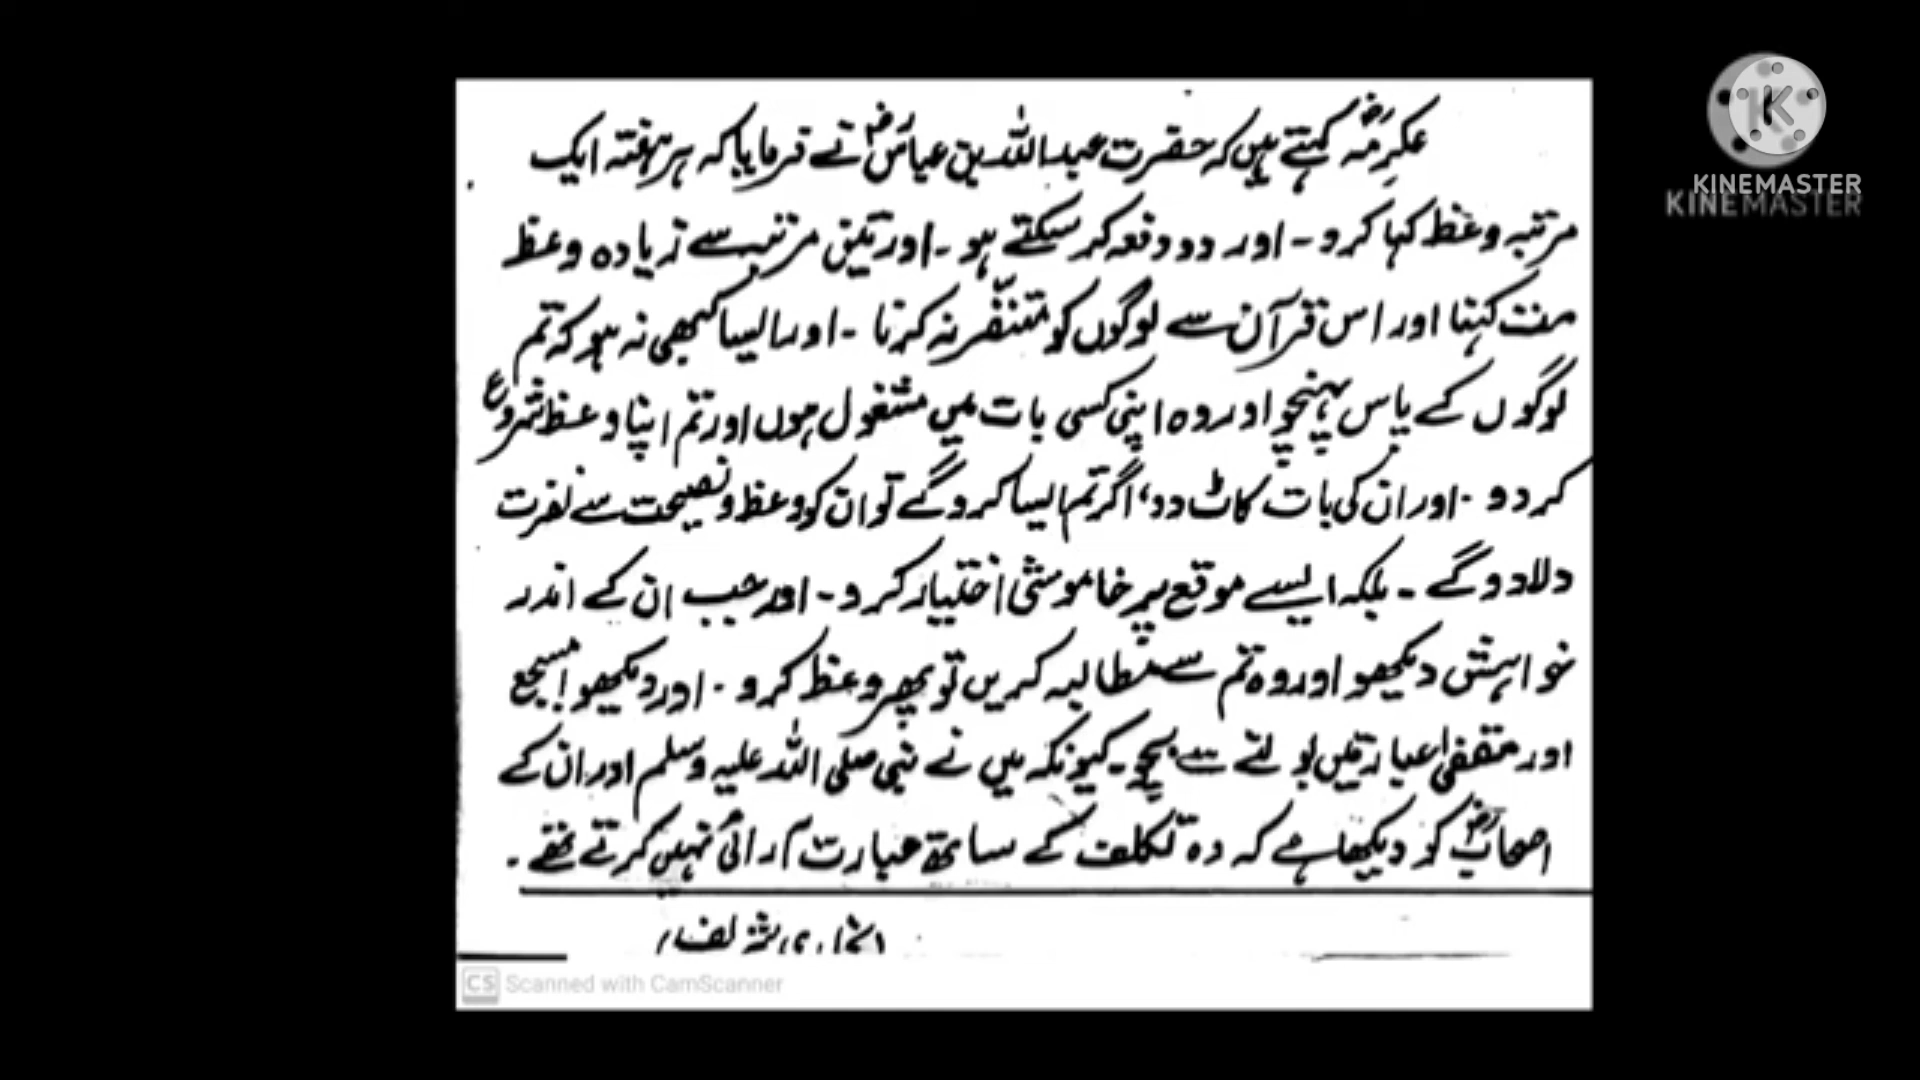 عکرمہؓ کہتے ہیں کہ حضرت عبداللہ بن عباسؓ نے فرمایا کہ ہر ہفتہ ایک
مرتبہ وعظ کہا کرو۔ اور دو دفعہ کر سکتے ہو۔ اور تین مرتبہ سے زیادہ وعظ
مت کہنا اور اس قرآن سے لوگوں کو متنفّر نہ کرنا۔ اور ایسا کبھی نہ ہو کہ تم
لوگوں کے پاس پہنچو اور وہ اپنی کسی بات میں مشغول ہوں اور تم اپنا وعظ شروع
کر دو۔ اور ان کی بات کاٹ دو، اگر تم ایسا کرو گے تو ان کو وعظ و نصیحت سے نفرت
دلا دو گے۔ بلکہ ایسے موقع پر خاموشی اختیار کرو۔ اور جب ان کے اندر
خواہش دیکھو اور وہ تم سے مطالبہ کریں تو پھر وعظ کرو۔ اور دیکھو! مسجع
اور مقفی عبارتیں بولنے سے بچو۔ کیونکہ میں نے نبی صلی اللہ علیہ وسلم اور ان کے
اصحابؓ کو دیکھا ہے کہ وہ تکلف کے ساتھ عبارت آرائی نہیں کرتے تھے۔
CS Scanned with CamScanner
K
KINEMASTER